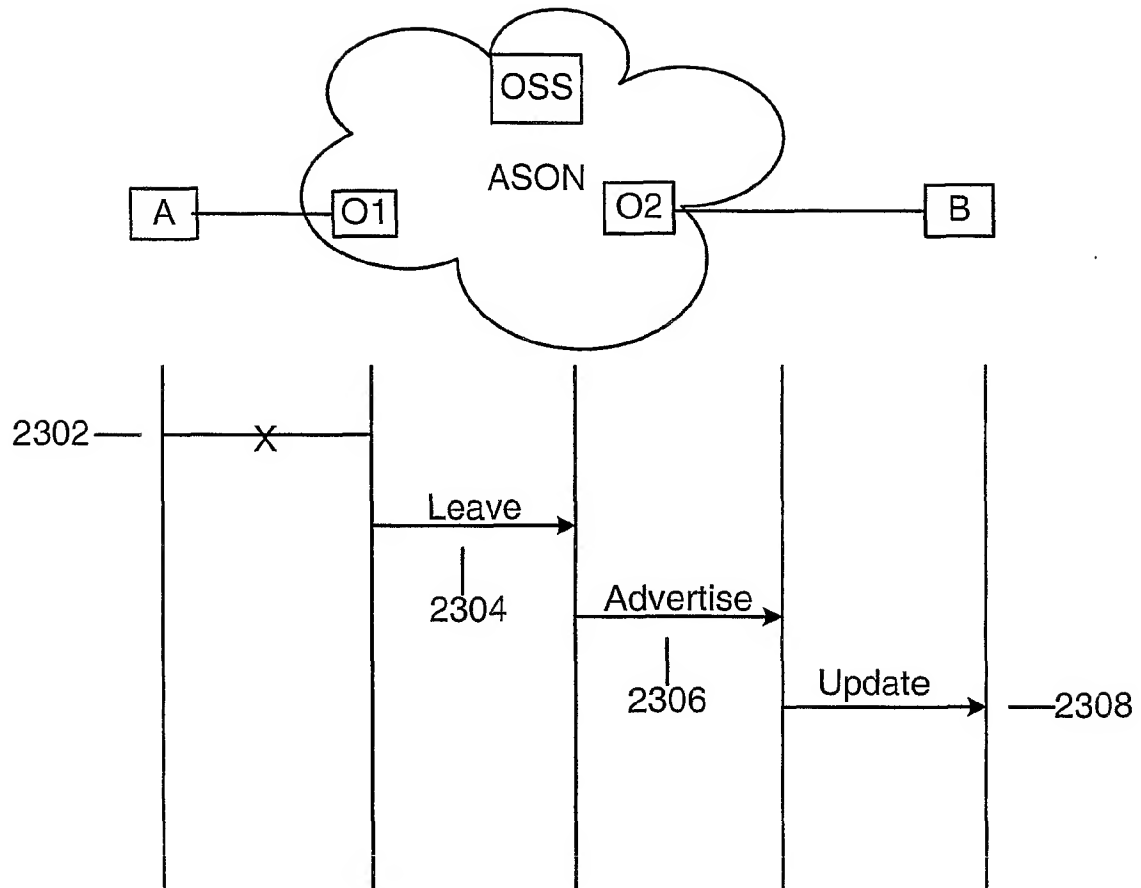 OSS
ASON
A
O1
O2
B
2302
X
Leave
2304
Advertise
2306
Update
2308